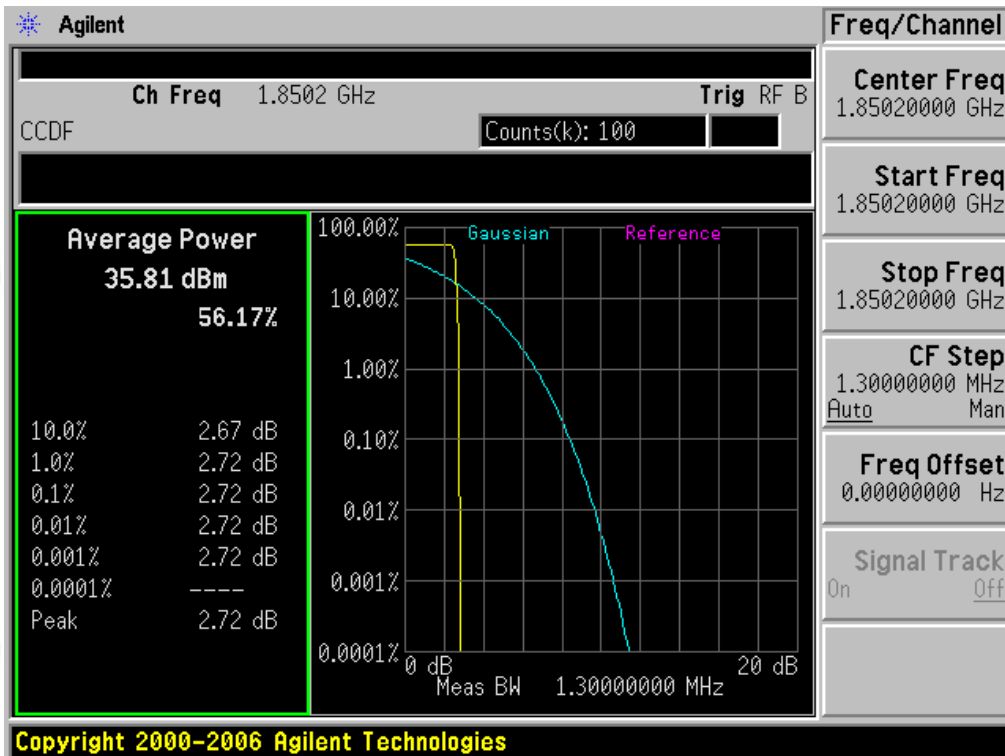 Agilent
Ch Freq 1.8502 GHz Trig RF B
CCDF Counts(k): 100
Average Power
35.81 dBm
56.17%
10.0% 2.67 dB
1.0% 2.72 dB
0.1% 2.72 dB
0.01% 2.72 dB
0.001% 2.72 dB
0.0001% ----
Peak 2.72 dB
Gaussian Reference
100.00%
10.00%
1.00%
0.10%
0.01%
0.001%
0.0001%
0 dB 20 dB
Meas BW 1.30000000 MHz
Freq/Channel
Center Freq
1.85020000 GHz
Start Freq
1.85020000 GHz
Stop Freq
1.85020000 GHz
CF Step
1.30000000 MHz
Auto Man
Freq Offset
0.00000000 Hz
Signal Track
On Off
Copyright 2000-2006 Agilent Technologies